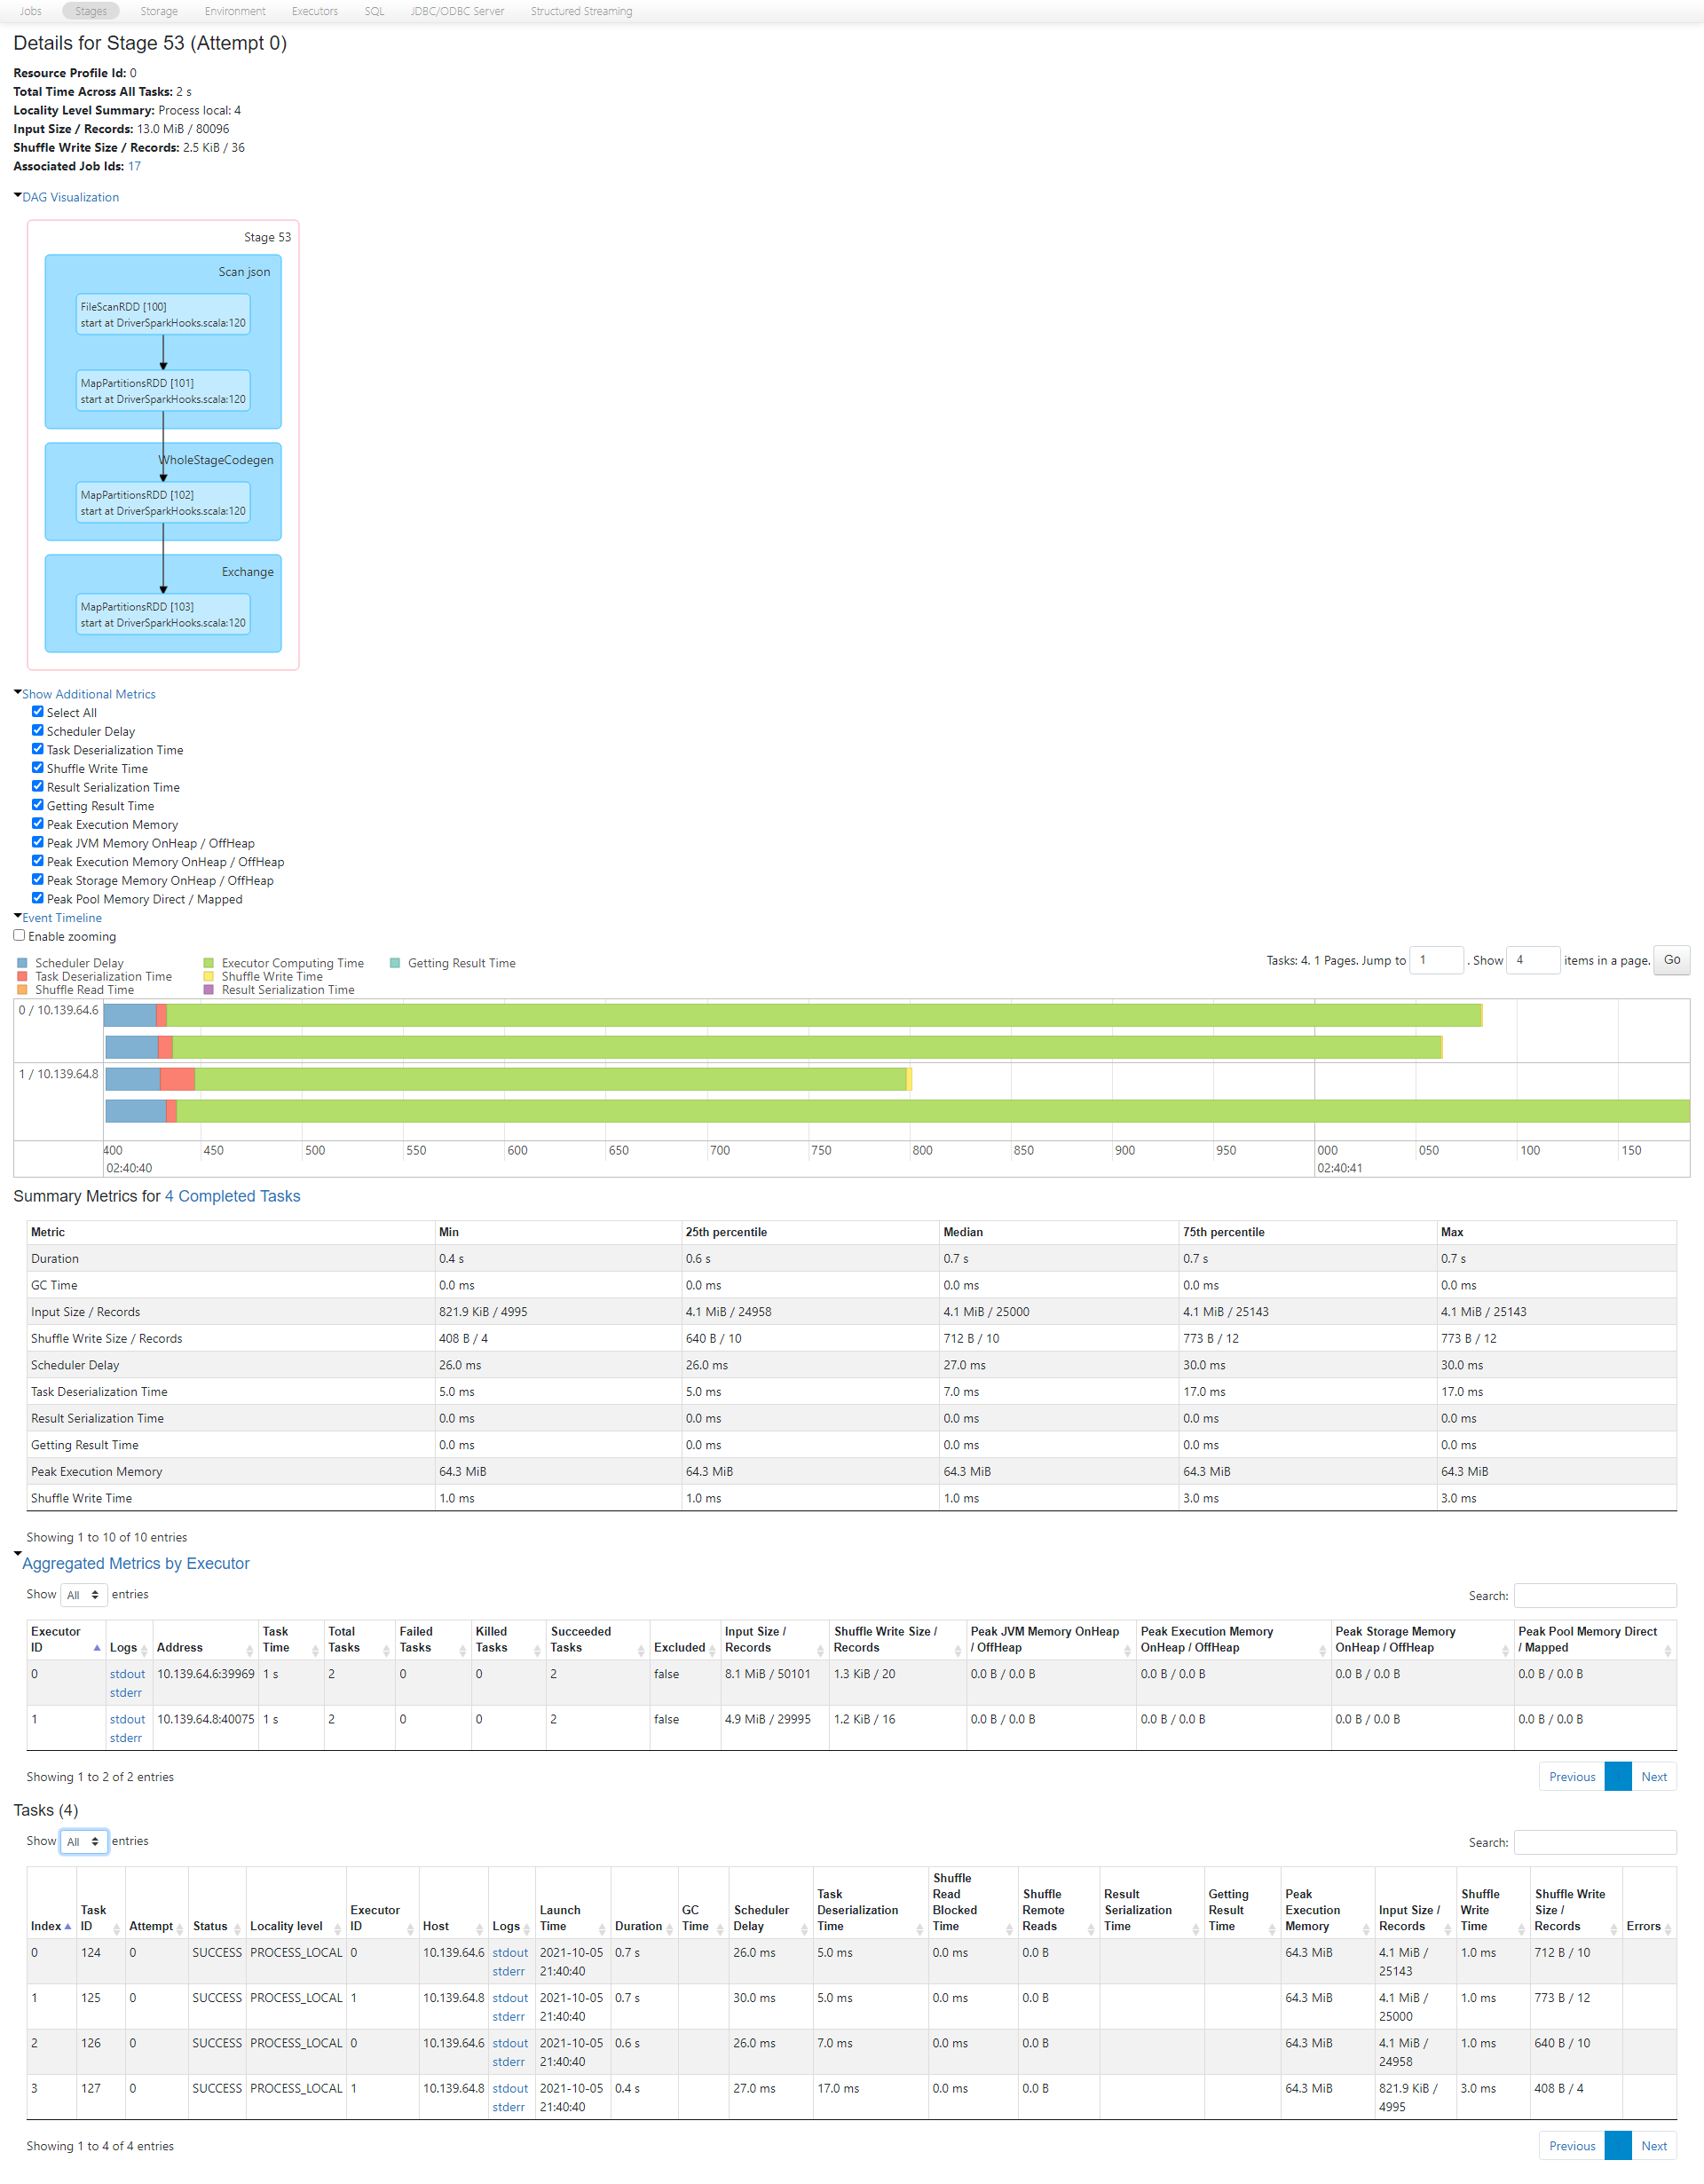 Jobs Stages Storage Environment Executors SQL JDBC/ODBC Server Structured Streaming
Details for Stage 53 (Attempt 0)
Resource Profile Id: 0
Total Time Across All Tasks: 2 s
Locality Level Summary: Process local: 4
Input Size / Records: 13.0 MiB / 80096
Shuffle Write Size / Records: 2.5 KiB / 36
Associated Job Ids: 17
DAG Visualization
Stage 53
Scan json
FileScanRDD [100]
start at DriverSparkHooks.scala:120
MapPartitionsRDD [101]
start at DriverSparkHooks.scala:120
WholeStageCodegen
MapPartitionsRDD [102]
start at DriverSparkHooks.scala:120
Exchange
MapPartitionsRDD [103]
start at DriverSparkHooks.scala:120
Show Additional Metrics
Select All
Scheduler Delay
Task Deserialization Time
Shuffle Write Time
Result Serialization Time
Getting Result Time
Peak Execution Memory
Peak JVM Memory OnHeap / OffHeap
Peak Execution Memory OnHeap / OffHeap
Peak Storage Memory OnHeap / OffHeap
Peak Pool Memory Direct / Mapped
Event Timeline
Enable zooming
Tasks: 4. 1 Pages. Jump to 1 . Show 4 items in a page. Go
Scheduler Delay Executor Computing Time Getting Result Time
Task Deserialization Time Shuffle Write Time
Shuffle Read Time Result Serialization Time
0 / 10.139.64.6
1 / 10.139.64.8
400 450 500 550 600 650 700 750 800 850 900 950 000 050 100 150
02:40:40 02:40:41
Summary Metrics for 4 Completed Tasks
Metric Min 25th percentile Median 75th percentile Max
Duration 0.4 s 0.6 s 0.7 s 0.7 s 0.7 s
GC Time 0.0 ms 0.0 ms 0.0 ms 0.0 ms 0.0 ms
Input Size / Records 821.9 KiB / 4995 4.1 MiB / 24958 4.1 MiB / 25000 4.1 MiB / 25143 4.1 MiB / 25143
Shuffle Write Size / Records 408 B / 4 640 B / 10 712 B / 10 773 B / 12 773 B / 12
Scheduler Delay 26.0 ms 26.0 ms 27.0 ms 30.0 ms 30.0 ms
Task Deserialization Time 5.0 ms 5.0 ms 7.0 ms 17.0 ms 17.0 ms
Result Serialization Time 0.0 ms 0.0 ms 0.0 ms 0.0 ms 0.0 ms
Getting Result Time 0.0 ms 0.0 ms 0.0 ms 0.0 ms 0.0 ms
Peak Execution Memory 64.3 MiB 64.3 MiB 64.3 MiB 64.3 MiB 64.3 MiB
Shuffle Write Time 1.0 ms 1.0 ms 1.0 ms 3.0 ms 3.0 ms
Showing 1 to 10 of 10 entries
Aggregated Metrics by Executor
Show All entries Search:
Executor ID Logs Address Task Time Total Tasks Failed Tasks Killed Tasks Succeeded Tasks Excluded Input Size / Records Shuffle Write Size / Records Peak JVM Memory OnHeap / OffHeap Peak Execution Memory OnHeap / OffHeap Peak Storage Memory OnHeap / OffHeap Peak Pool Memory Direct / Mapped
0 stdout 10.139.64.6:39969 1 s 2 0 0 2 false 8.1 MiB / 50101 1.3 KiB / 20 0.0 B / 0.0 B 0.0 B / 0.0 B 0.0 B / 0.0 B 0.0 B / 0.0 B
stderr
1 stdout 10.139.64.8:40075 1 s 2 0 0 2 false 4.9 MiB / 29995 1.2 KiB / 16 0.0 B / 0.0 B 0.0 B / 0.0 B 0.0 B / 0.0 B 0.0 B / 0.0 B
stderr
Showing 1 to 2 of 2 entries Previous Next
Tasks (4)
Show All entries Search:
Index Task ID Attempt Status Locality level Executor ID Host Logs Launch Time Duration GC Time Scheduler Delay Task Deserialization Time Shuffle Read Blocked Time Shuffle Remote Reads Result Serialization Time Getting Result Time Peak Execution Memory Input Size / Records Shuffle Write Time Shuffle Write Size / Records Errors
0 124 0 SUCCESS PROCESS_LOCAL 0 10.139.64.6 stdout 2021-10-05 0.7 s 26.0 ms 5.0 ms 0.0 ms 0.0 B 64.3 MiB 4.1 MiB / 1.0 ms 712 B / 10
stderr 21:40:40 25143
1 125 0 SUCCESS PROCESS_LOCAL 1 10.139.64.8 stdout 2021-10-05 0.7 s 30.0 ms 5.0 ms 0.0 ms 0.0 B 64.3 MiB 4.1 MiB / 1.0 ms 773 B / 12
stderr 21:40:40 25000
2 126 0 SUCCESS PROCESS_LOCAL 0 10.139.64.6 stdout 2021-10-05 0.6 s 26.0 ms 7.0 ms 0.0 ms 0.0 B 64.3 MiB 4.1 MiB / 1.0 ms 640 B / 10
stderr 21:40:40 24958
3 127 0 SUCCESS PROCESS_LOCAL 1 10.139.64.8 stdout 2021-10-05 0.4 s 27.0 ms 17.0 ms 0.0 ms 0.0 B 64.3 MiB 821.9 KiB / 3.0 ms 408 B / 4
stderr 21:40:40 4995
Showing 1 to 4 of 4 entries Previous Next